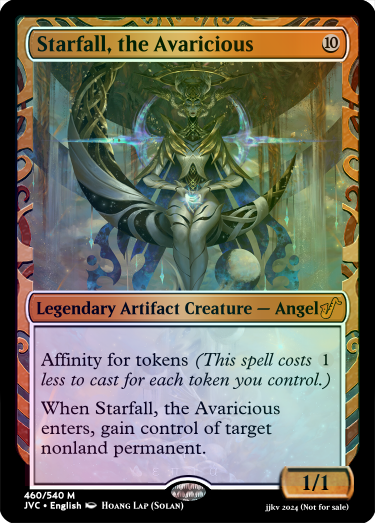 Starfall, the Avaricious
10
Legendary Artifact Creature — Angel
Affinity for tokens (This spell costs 1
less to cast for each token you control.)
When Starfall, the Avaricious
enters, gain control of target
nonland permanent.
1/1
460/540 M
JVC • English Hoang Lap (Solan)
jjkv 2024 (Not for sale)